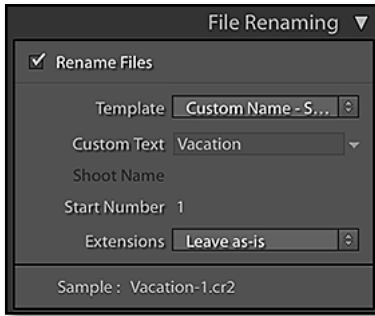 File Renaming ▼
Rename Files
Template Custom Name - S...
Custom Text Vacation
Shoot Name
Start Number 1
Extensions Leave as-is
Sample : Vacation-1.cr2